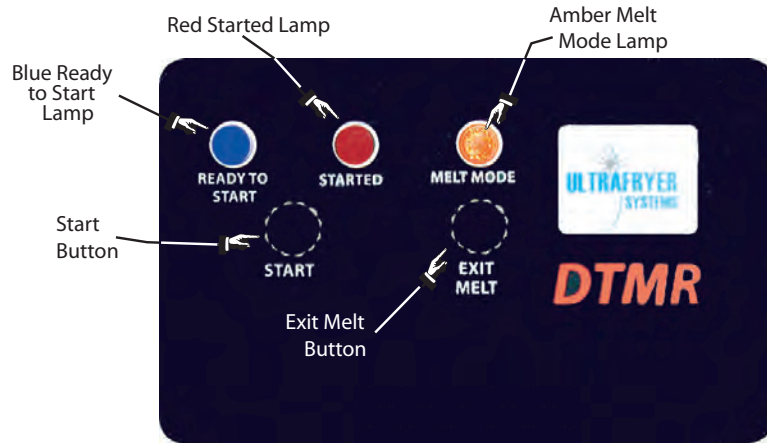 Red Started Lamp
Amber Melt
Mode Lamp
Blue Ready
to Start
Lamp
READY TO
START
STARTED
MELT MODE
ULTRAFRYER
SYSTEMS
Start
Button
START
EXIT
MELT
DTMR
Exit Melt
Button